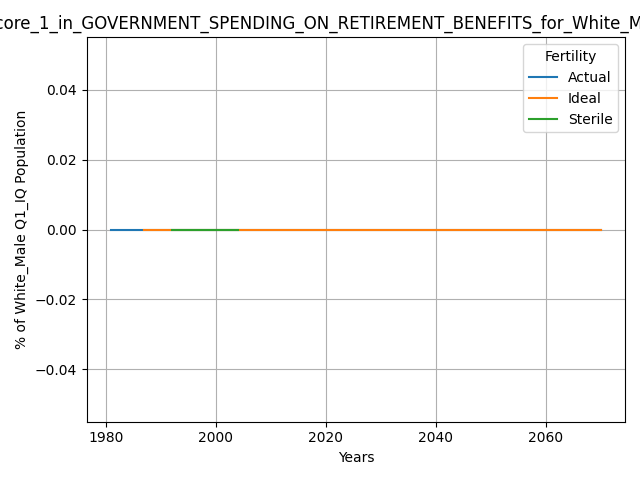 core_1_in_GOVERNMENT_SPENDING_ON_RETIREMENT_BENEFITS_for_White_M
Fertility
Actual
Ideal
Sterile
0.04
0.02
0.00
−0.02
−0.04
% of White_Male Q1_IQ Population
1980
2000
2020
2040
2060
Years